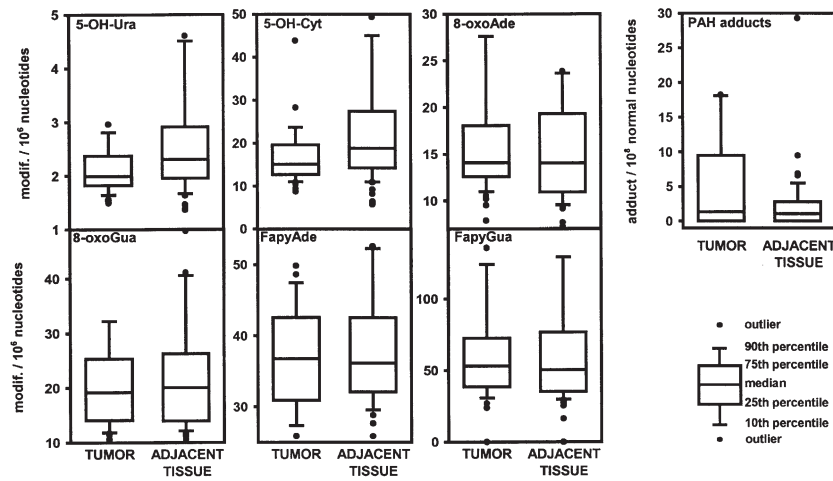 5-OH-Ura
5-OH-Cyt
8-oxoAde
PAH adducts
modif. / 10⁶ nucleotides
5
4
3
2
1
50
40
30
20
10
0
30
25
20
15
10
adduct / 10⁸ normal nucleotides
30
25
20
15
10
5
0
TUMOR
ADJACENT
TISSUE
8-oxoGua
FapyAde
FapyGua
modif. / 10⁶ nucleotides
40
30
20
10
50
40
30
100
50
0
TUMOR
ADJACENT
TISSUE
TUMOR
ADJACENT
TISSUE
TUMOR
ADJACENT
TISSUE
outlier
90th percentile
75th percentile
median
25th percentile
10th percentile
outlier